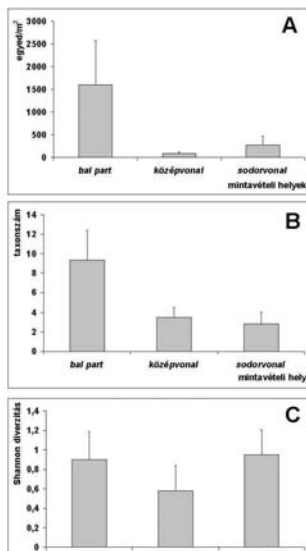 A
egyed/m²
3000
2500
2000
1500
1000
500
0
bal part középvonal sodorvonal
mintavételi helyek
B
taxonszám
14
12
10
8
6
4
2
0
bal part középvonal sodorvonal
mintavételi hely
C
Shannon diverzitás
1,4
1,2
1
0,8
0,6
0,4
0,2
0